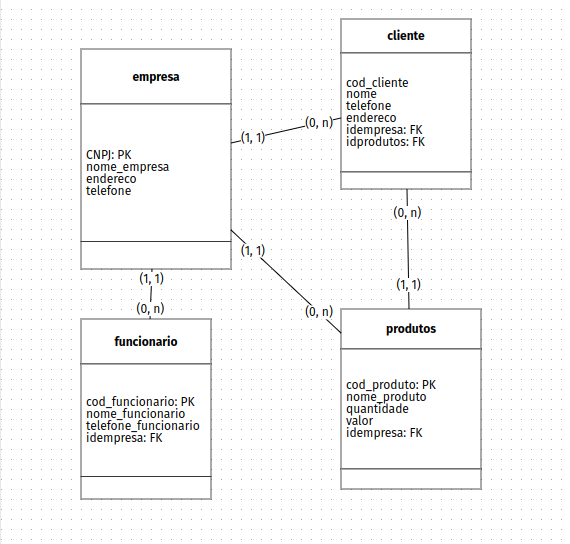 empresa
CNPJ: PK
nome_empresa
endereco
telefone
cliente
cod_cliente
nome
telefone
endereco
idempresa: FK
idprodutos: FK
(1, 1)
(0, n)
(1, 1)
(0, n)
(0, n)
(1, 1)
(1, 1)
(0, n)
funcionario
cod_funcionario: PK
nome_funcionario
telefone_funcionario
idempresa: FK
produtos
cod_produto: PK
nome_produto
quantidade
valor
idempresa: FK